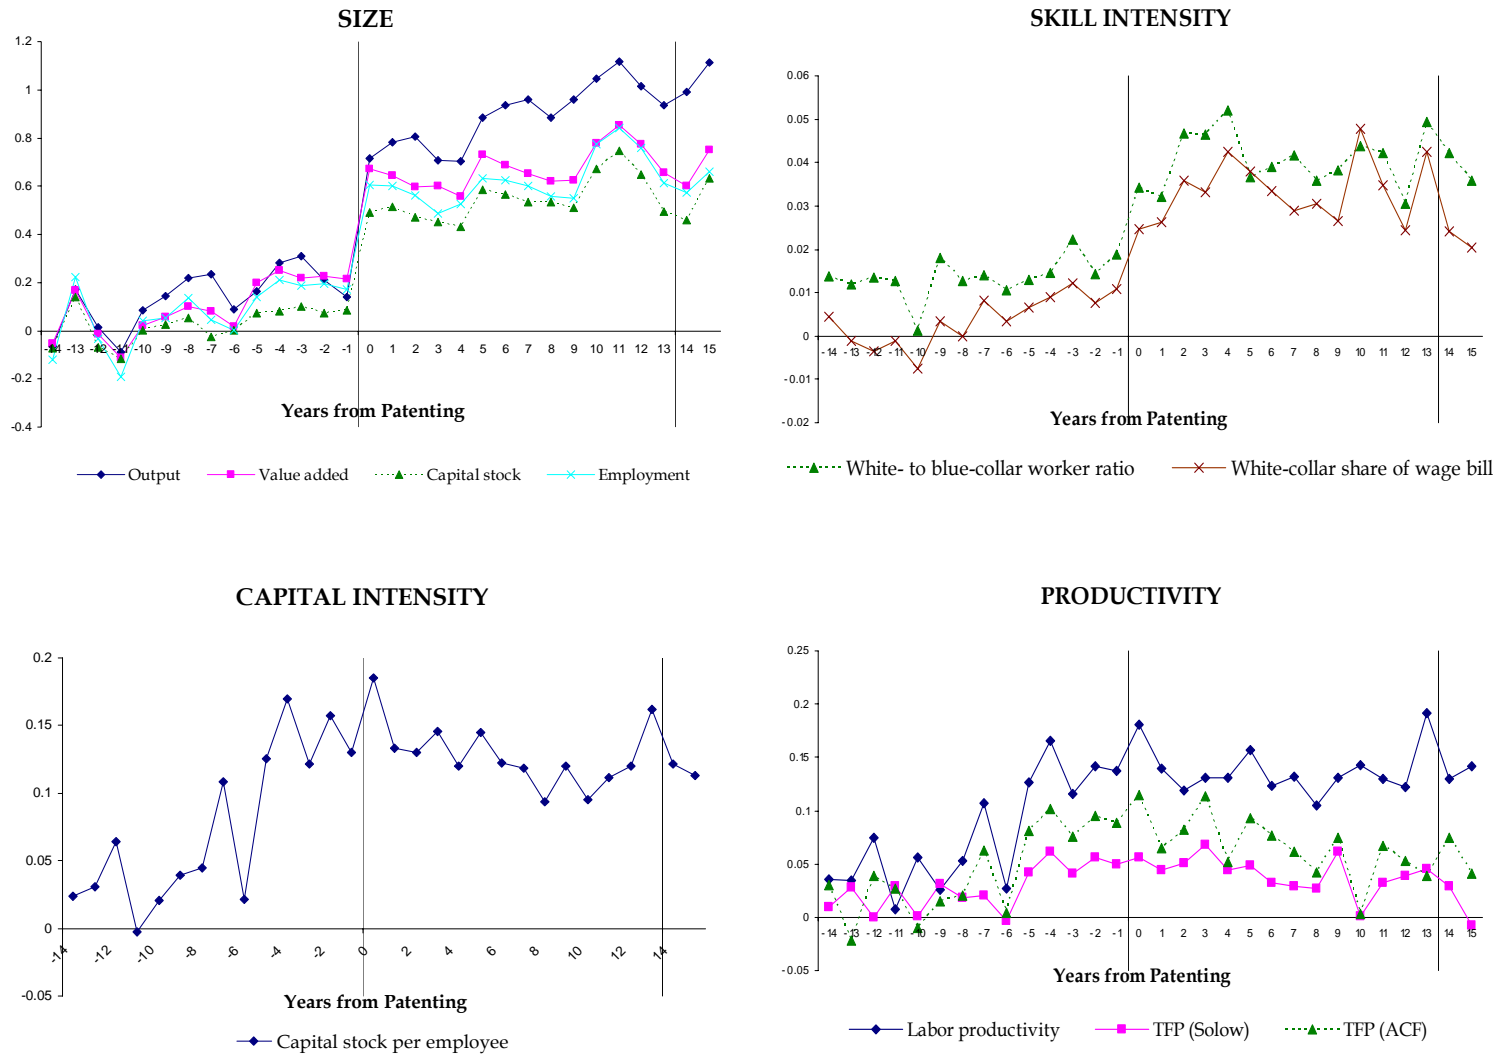 SIZE
1.2
1
0.8
0.6
0.4
0.2
0
-0.2
-0.4
-14 -13 -12 -11 -10 -9 -8 -7 -6 -5 -4 -3 -2 -1 0 1 2 3 4 5 6 7 8 9 10 11 12 13 14 15
Years from Patenting
Output Value added Capital stock Employment
SKILL INTENSITY
0.06
0.05
0.04
0.03
0.02
0.01
0
-0.01
-0.02
-14 -13 -12 -11 -10 -9 -8 -7 -6 -5 -4 -3 -2 -1 0 1 2 3 4 5 6 7 8 9 10 11 12 13 14 15
Years from Patenting
White- to blue-collar worker ratio White-collar share of wage bill
CAPITAL INTENSITY
0.2
0.15
0.1
0.05
0
-0.05
-14 -12 -10 -8 -6 -4 -2 0 2 4 6 8 10 12 14
Years from Patenting
Capital stock per employee
PRODUCTIVITY
0.25
0.2
0.15
0.1
0.05
0
-0.05
-14 -13 -12 -11 -10 -9 -8 -7 -6 -5 -4 -3 -2 -1 0 1 2 3 4 5 6 7 8 9 10 11 12 13 14 15
Years from Patenting
Labor productivity TFP (Solow) TFP (ACF)